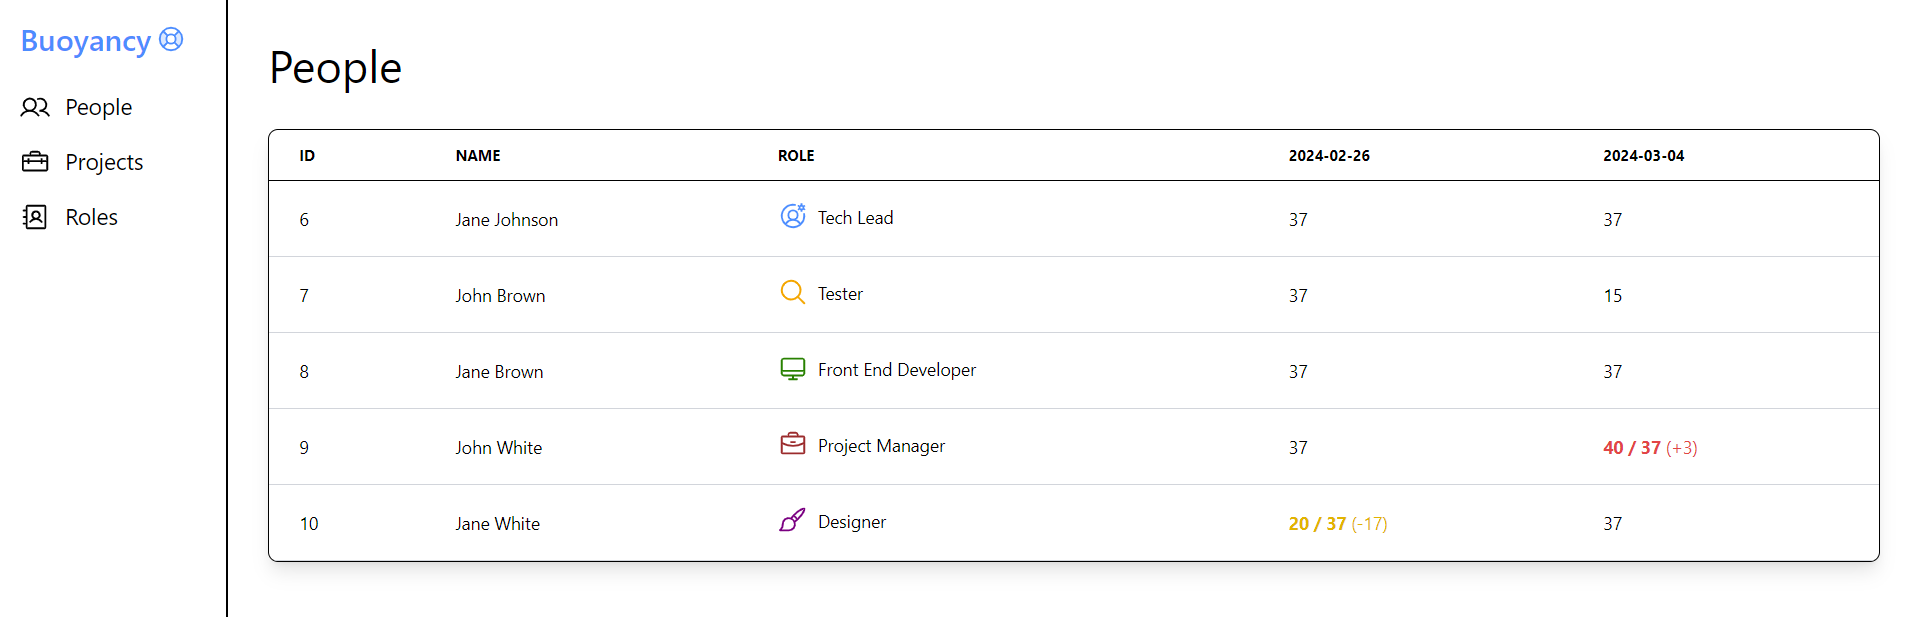 Buoyancy
People
Projects
Roles
People
ID NAME ROLE 2024-02-26 2024-03-04
6 Jane Johnson Tech Lead 37 37
7 John Brown Tester 37 15
8 Jane Brown Front End Developer 37 37
9 John White Project Manager 37 40 / 37 (+3)
10 Jane White Designer 20 / 37 (-17) 37